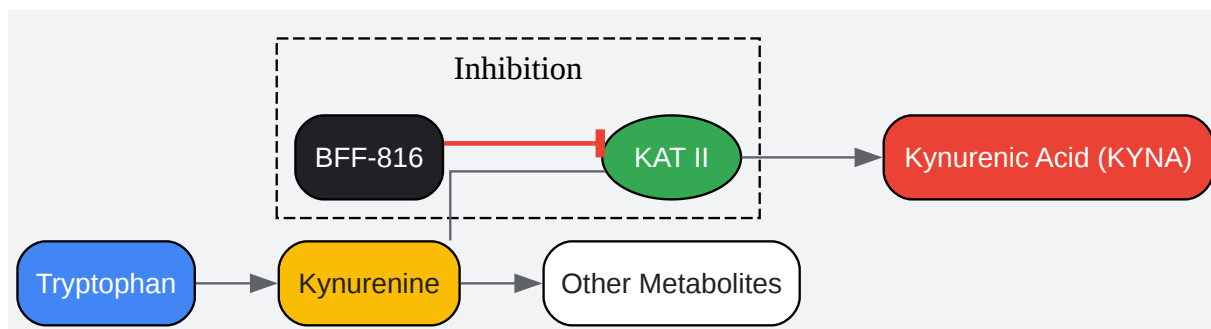 Inhibition
BFF-816
KAT II
Kynurenic Acid (KYNA)
Tryptophan
Kynurenine
Other Metabolites